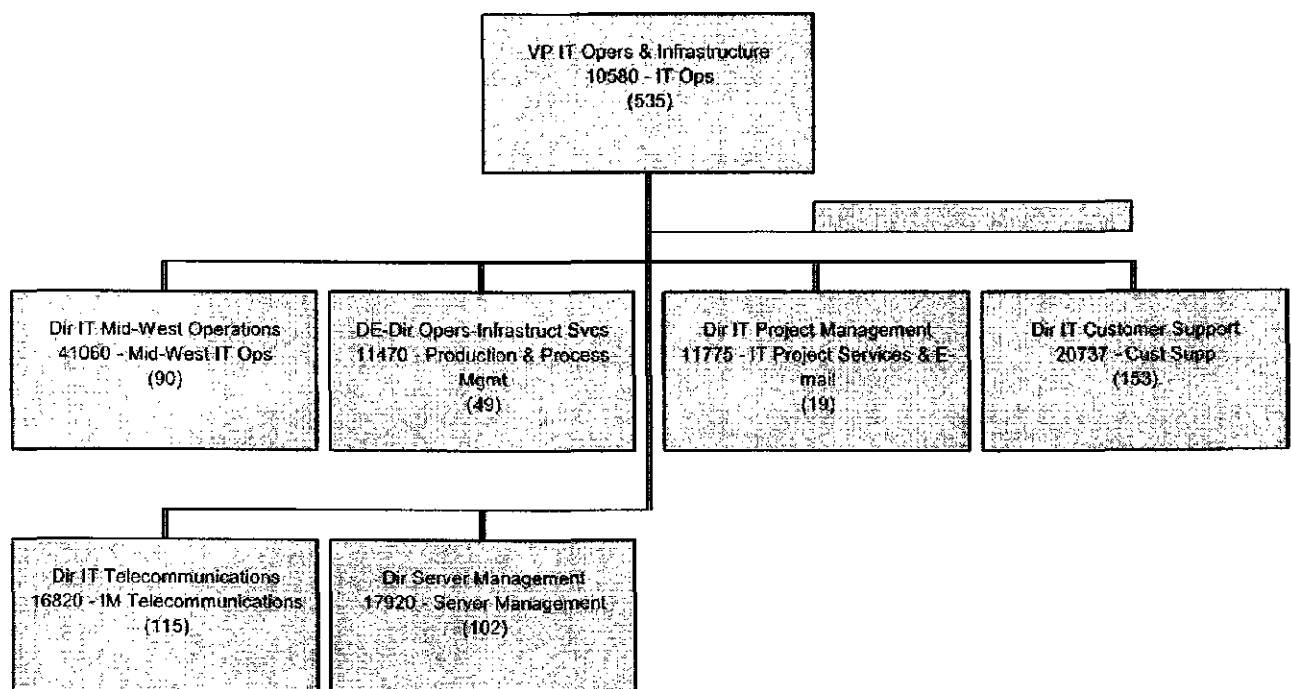 VP IT Opers & Infrastructure
10580 - IT Ops
(535)
Dir IT Mid-West Operations
41060 - Mid-West IT Ops
(90)
DE-Dir Opers-Infrastruct Svcs
11470 - Production & Process
Mgmt
(49)
Dir IT Project Management
11775 - IT Project Services & E-
mail
(19)
Dir IT Customer Support
20737 - Cust Supp
(153)
Dir IT Telecommunications
16820 - IM Telecommunications
(115)
Dir Server Management
17920 - Server Management
(102)